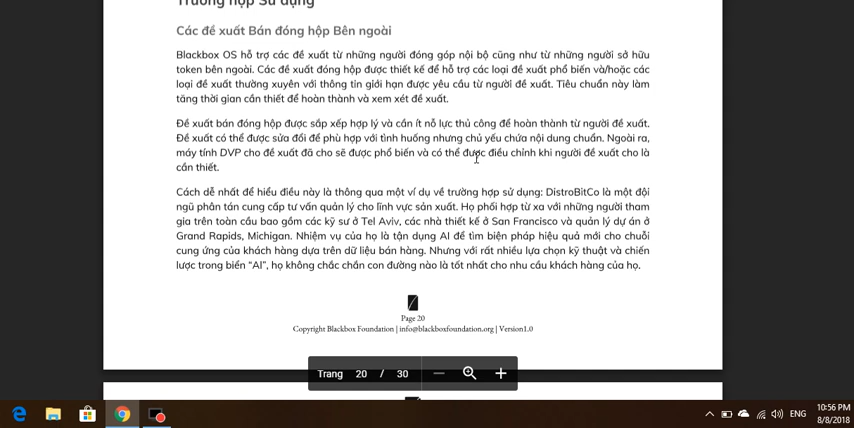 Trường hợp Sử dụng
Các đề xuất Bán đóng hộp Bên ngoài
Blackbox OS hỗ trợ các đề xuất từ những người đóng góp nội bộ cũng như từ những người sở hữu
token bên ngoài. Các đề xuất đóng hộp được thiết kế để hỗ trợ các loại đề xuất phổ biến và/hoặc các
loại đề xuất thường xuyên với thông tin giới hạn được yêu cầu từ người đề xuất. Tiêu chuẩn này làm
tăng thời gian cần thiết để hoàn thành và xem xét đề xuất.
Đề xuất bán đóng hộp được sắp xếp hợp lý và cần ít nỗ lực thủ công để hoàn thành từ người đề xuất.
Đề xuất có thể được sửa đổi để phù hợp với tình huống nhưng chủ yếu chứa nội dung chuẩn. Ngoài ra,
máy tính DVP cho đề xuất đã cho sẽ được phổ biến và có thể được điều chỉnh khi người đề xuất cho là
cần thiết.
Cách dễ nhất để hiểu điều này là thông qua một ví dụ về trường hợp sử dụng: DistroBitCo là một đội
ngũ phân tán cung cấp tư vấn quản lý cho lĩnh vực sản xuất. Họ phối hợp từ xa với những người tham
gia trên toàn cầu bao gồm các kỹ sư ở Tel Aviv, các nhà thiết kế ở San Francisco và quản lý dự án ở
Grand Rapids, Michigan. Nhiệm vụ của họ là tận dụng AI để tìm biện pháp hiệu quả mới cho chuỗi
cung ứng của khách hàng dựa trên dữ liệu bán hàng. Nhưng với rất nhiều lựa chọn kỹ thuật và chiến
lược trong biển “AI”, họ không chắc chắn con đường nào là tốt nhất cho nhu cầu khách hàng của họ.
Page 20
Copyright Blackbox Foundation | info@blackboxfoundation.org | Version1.0
Trang 20 / 30
ENG
10:56 PM
8/8/2018